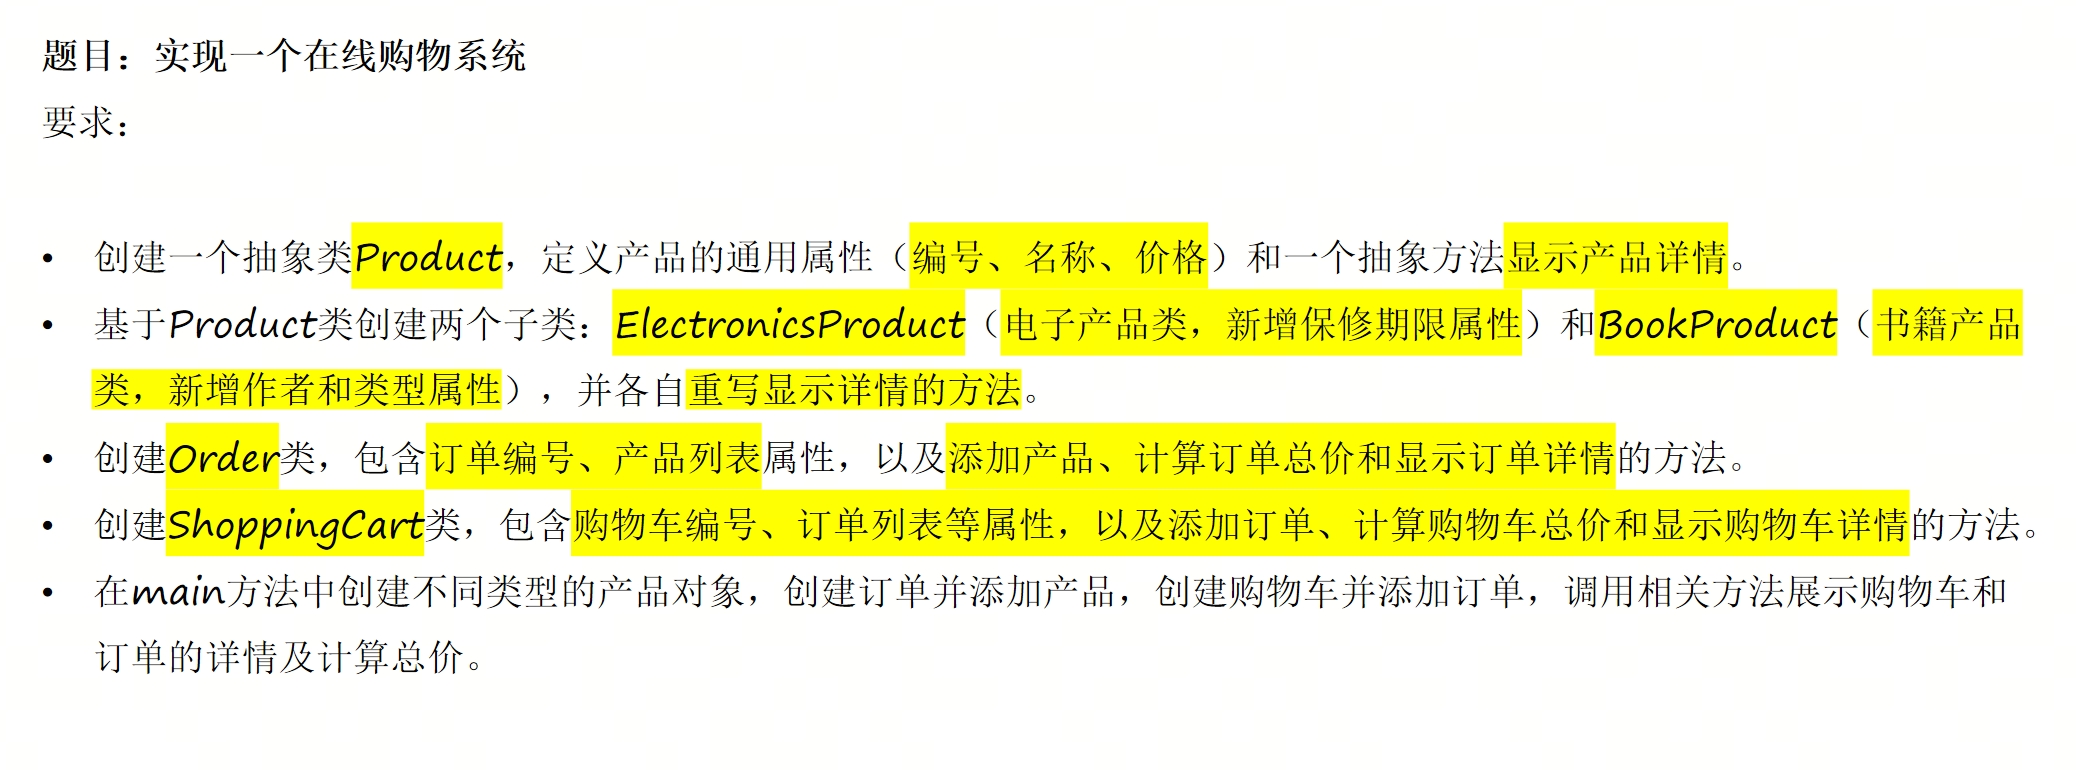 题目：实现一个在线购物系统
要求：
• 创建一个抽象类Product，定义产品的通用属性（编号、名称、价格）和一个抽象方法显示产品详情。
• 基于Product类创建两个子类：ElectronicsProduct（电子产品类，新增保修期限属性）和BookProduct（书籍产品
类，新增作者和类型属性），并各自重写显示详情的方法。
• 创建Order类，包含订单编号、产品列表属性，以及添加产品、计算订单总价和显示订单详情的方法。
• 创建ShoppingCart类，包含购物车编号、订单列表等属性，以及添加订单、计算购物车总价和显示购物车详情的方法。
• 在main方法中创建不同类型的产品对象，创建订单并添加产品，创建购物车并添加订单，调用相关方法展示购物车和
订单的详情及计算总价。